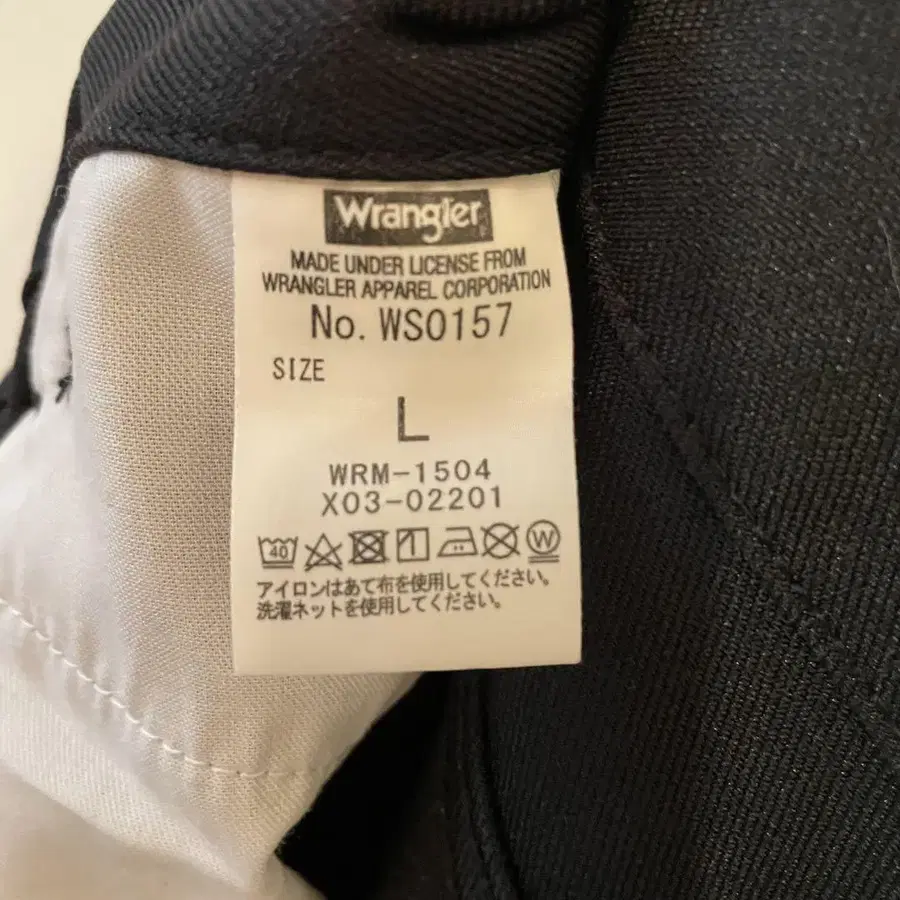 Wrangler
MADE UNDER LICENSE FROM
WRANGLER APPAREL CORPORATION
No. WS0157
SIZE
L
WRM-1504
X03-02201
40 W
アイロンはあて布を使用してください。
洗濯ネットを使用してください。